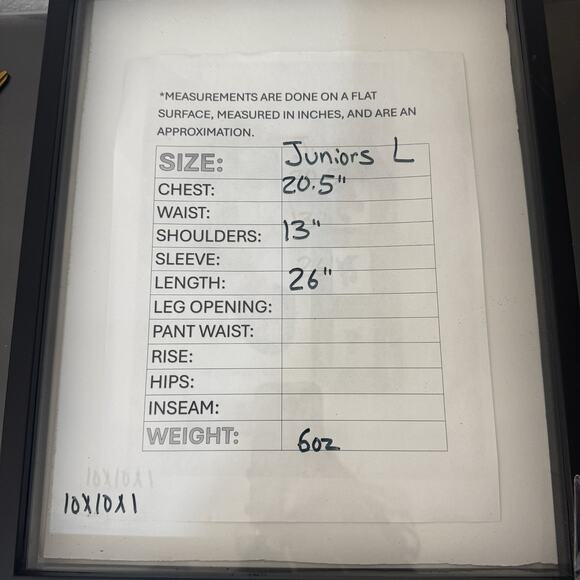 *MEASUREMENTS ARE DONE ON A FLAT
SURFACE, MEASURED IN INCHES, AND ARE AN
APPROXIMATION.
SIZE: Juniors L
CHEST: 20.5"
WAIST:
SHOULDERS: 13"
SLEEVE:
LENGTH: 26"
LEG OPENING:
PANT WAIST:
RISE:
HIPS:
INSEAM:
WEIGHT: 6oz
10X10X1